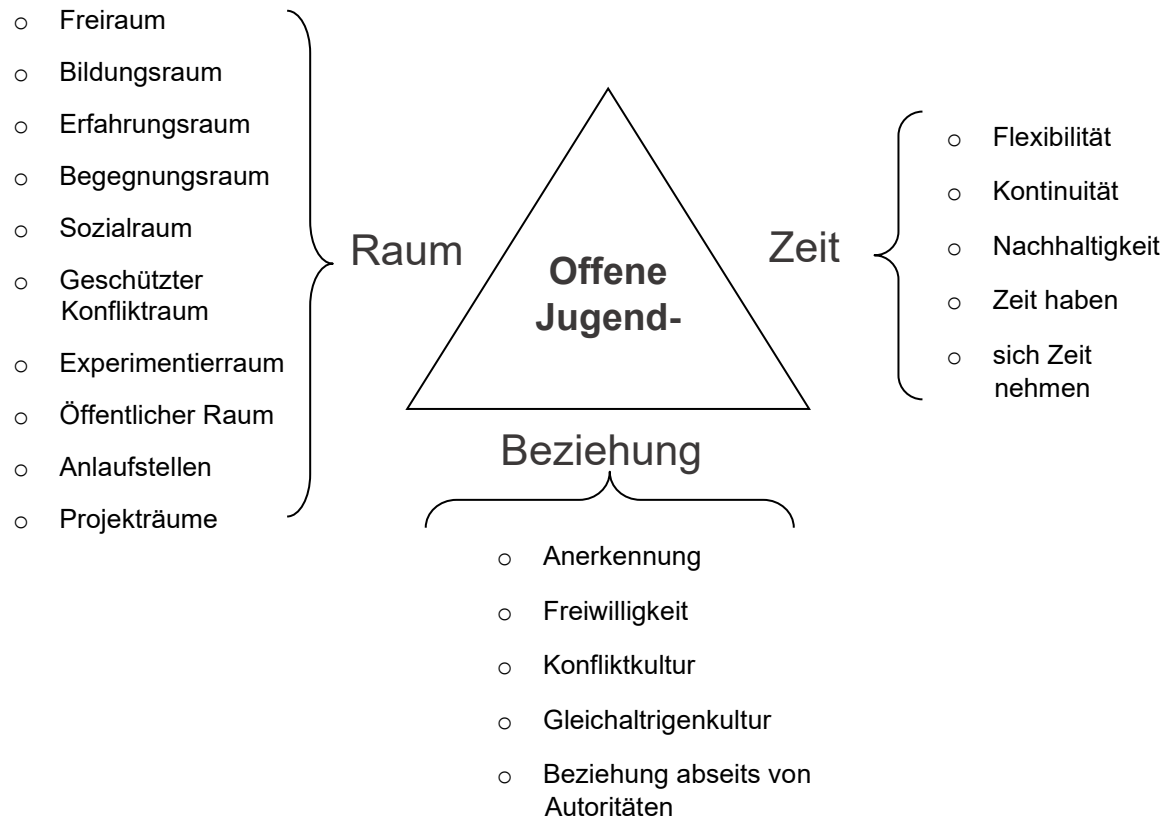 ○ Freiraum
○ Bildungsraum
○ Erfahrungsraum
○ Begegnungsraum
○ Sozialraum
○ Geschützter
Konfliktraum
○ Experimentierraum
○ Öffentlicher Raum
○ Anlaufstellen
○ Projekträume
Raum
Offene
Jugend-
Zeit
○ Flexibilität
○ Kontinuität
○ Nachhaltigkeit
○ Zeit haben
○ sich Zeit
nehmen
Beziehung
○ Anerkennung
○ Freiwilligkeit
○ Konfliktkultur
○ Gleichaltrigenkultur
○ Beziehung abseits von
Autoritäten